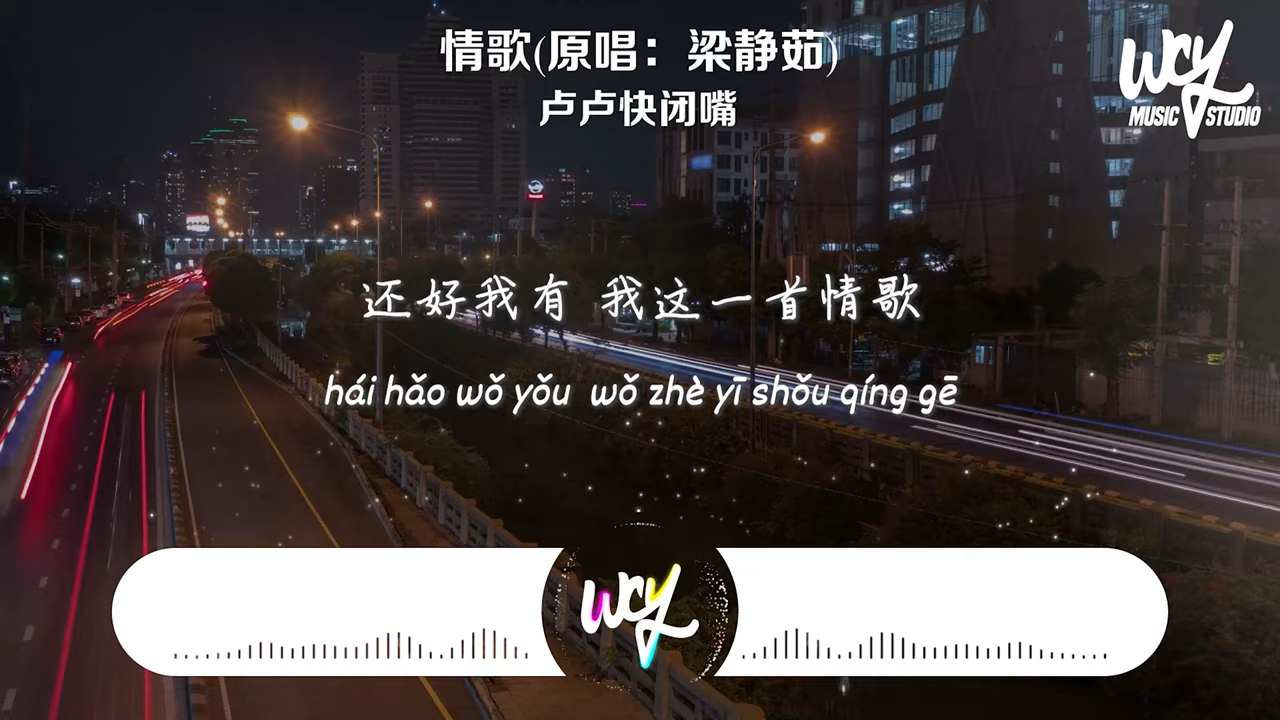 情歌(原唱：梁静茹)
卢卢快闭嘴
wcy
MUSIC STUDIO
还好我有 我这一首情歌
hái hǎo wǒ yǒu wǒ zhè yī shǒu qíng gē
wcy